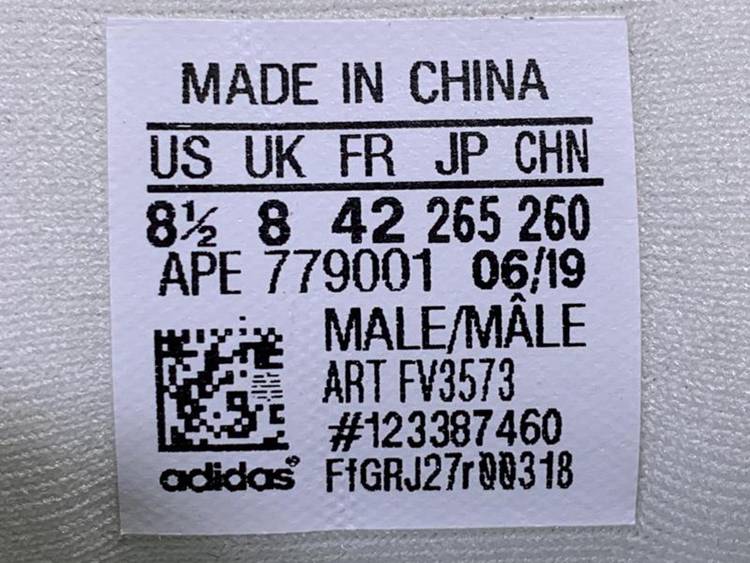 MADE IN CHINA
US UK FR JP CHN
8½ 8 42 265 260
APE 779001 06/19
MALE/MÂLE
ART FV3573
#123387460
adidas®